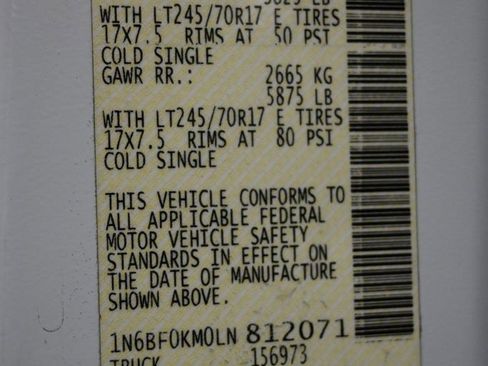 WITH LT245/70R17 E TIRES
17X7.5 RIMS AT 50 PSI
COLD SINGLE
GAWR RR.: 2665 KG
5875 LB
WITH LT245/70R17 E TIRES
17X7.5 RIMS AT 80 PSI
COLD SINGLE
THIS VEHICLE CONFORMS TO
ALL APPLICABLE FEDERAL
MOTOR VEHICLE SAFETY
STANDARDS IN EFFECT ON
THE DATE OF MANUFACTURE
SHOWN ABOVE.
1N6BF0KM0LN 812071
TRUCK 156973